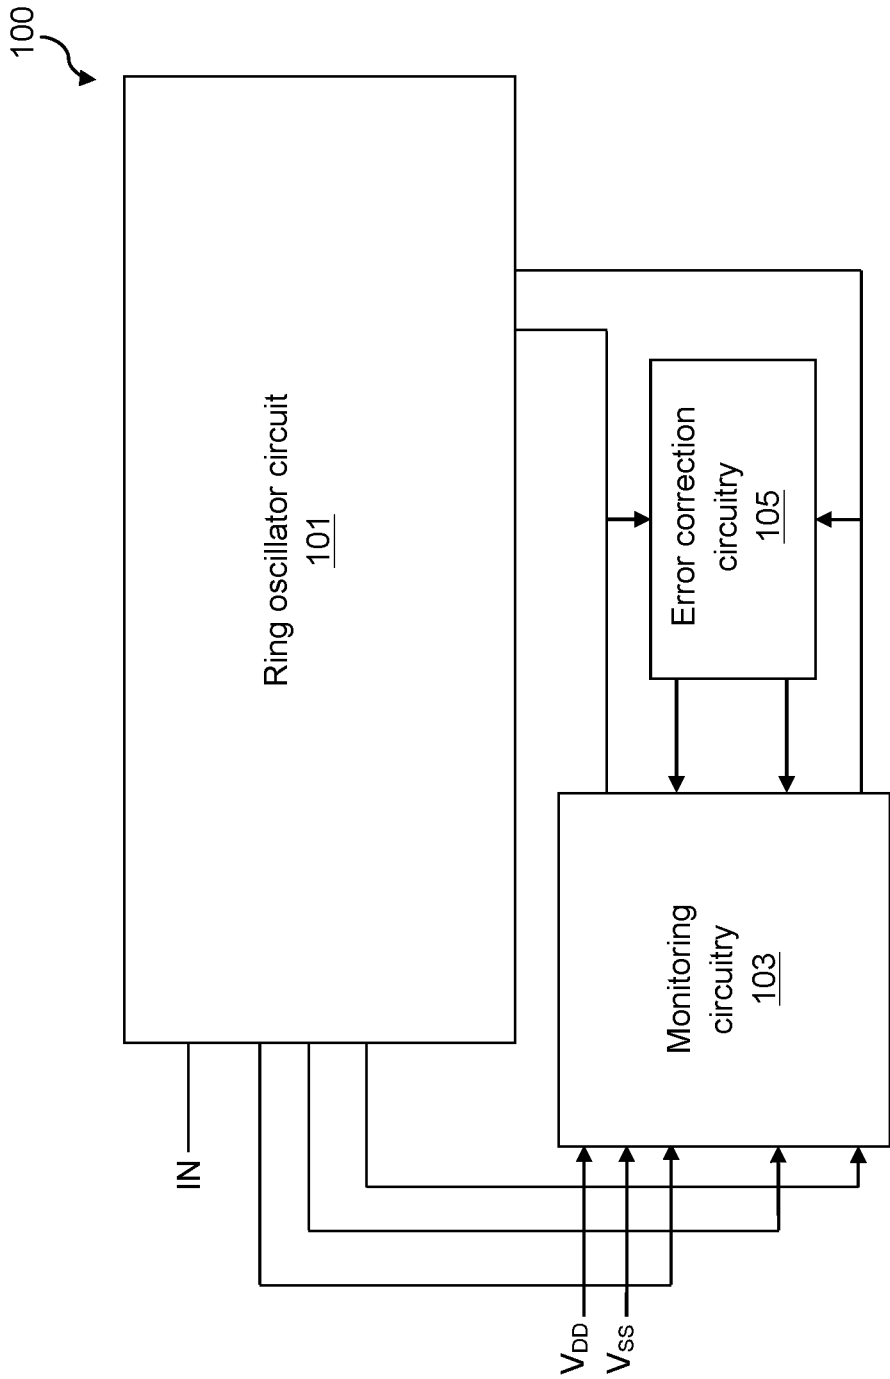 100
Ring oscillator circuit
101
Error correction
circuitry
105
Monitoring
circuitry
103
IN
VDD
VSS